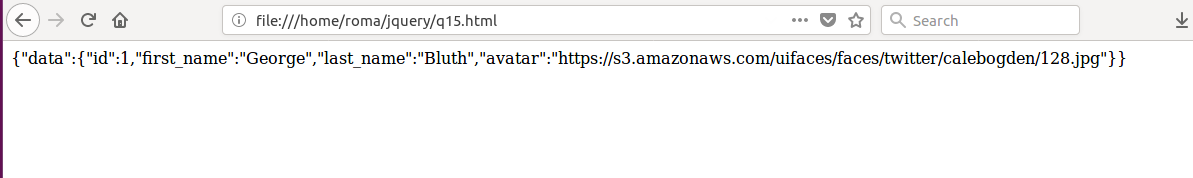 file:///home/roma/jquery/q15.html
Search
{"data":{"id":1,"first_name":"George","last_name":"Bluth","avatar":"https://s3.amazonaws.com/uifaces/faces/twitter/calebogden/128.jpg"}}